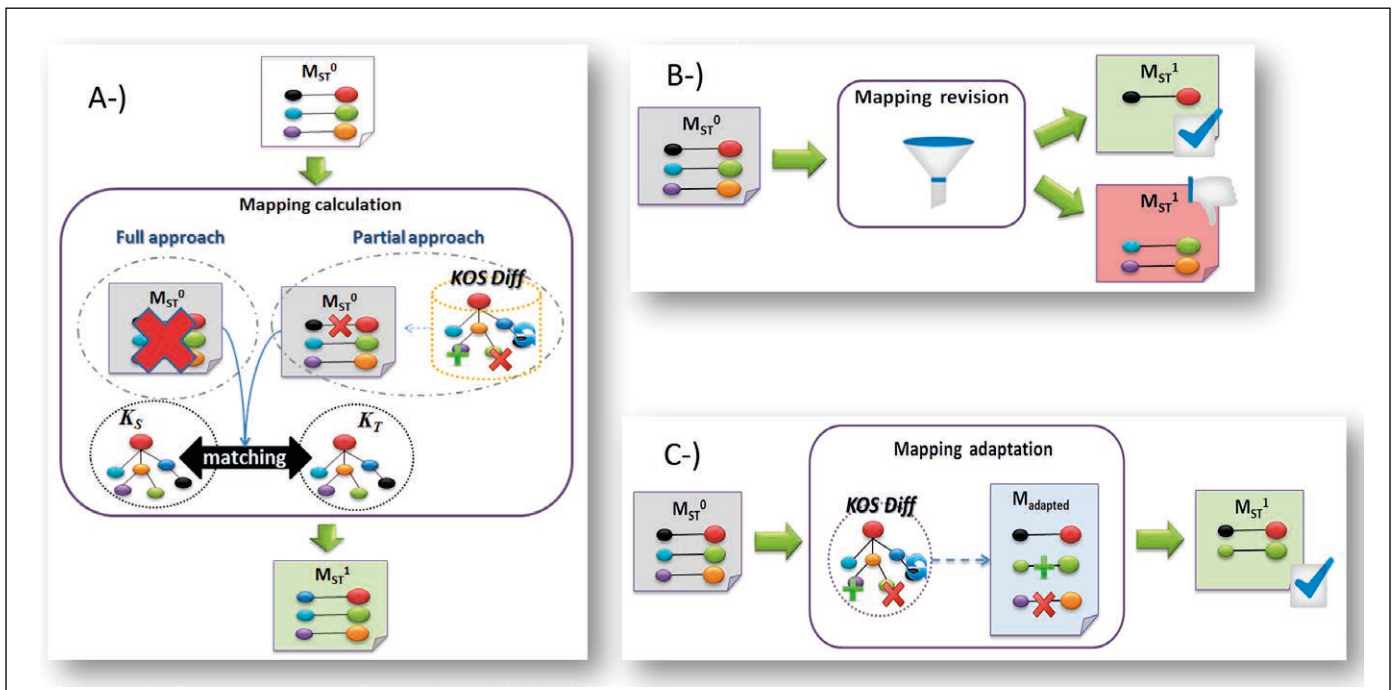 A-)
M_ST^0
Mapping calculation
Full approach
Partial approach
KOS Diff
M_ST^0
M_ST^0
K_S
K_T
matching
M_ST^1
B-)
M_ST^0
Mapping revision
M_ST^1
M_ST^1
C-)
M_ST^0
Mapping adaptation
KOS Diff
M_adapted
M_ST^1